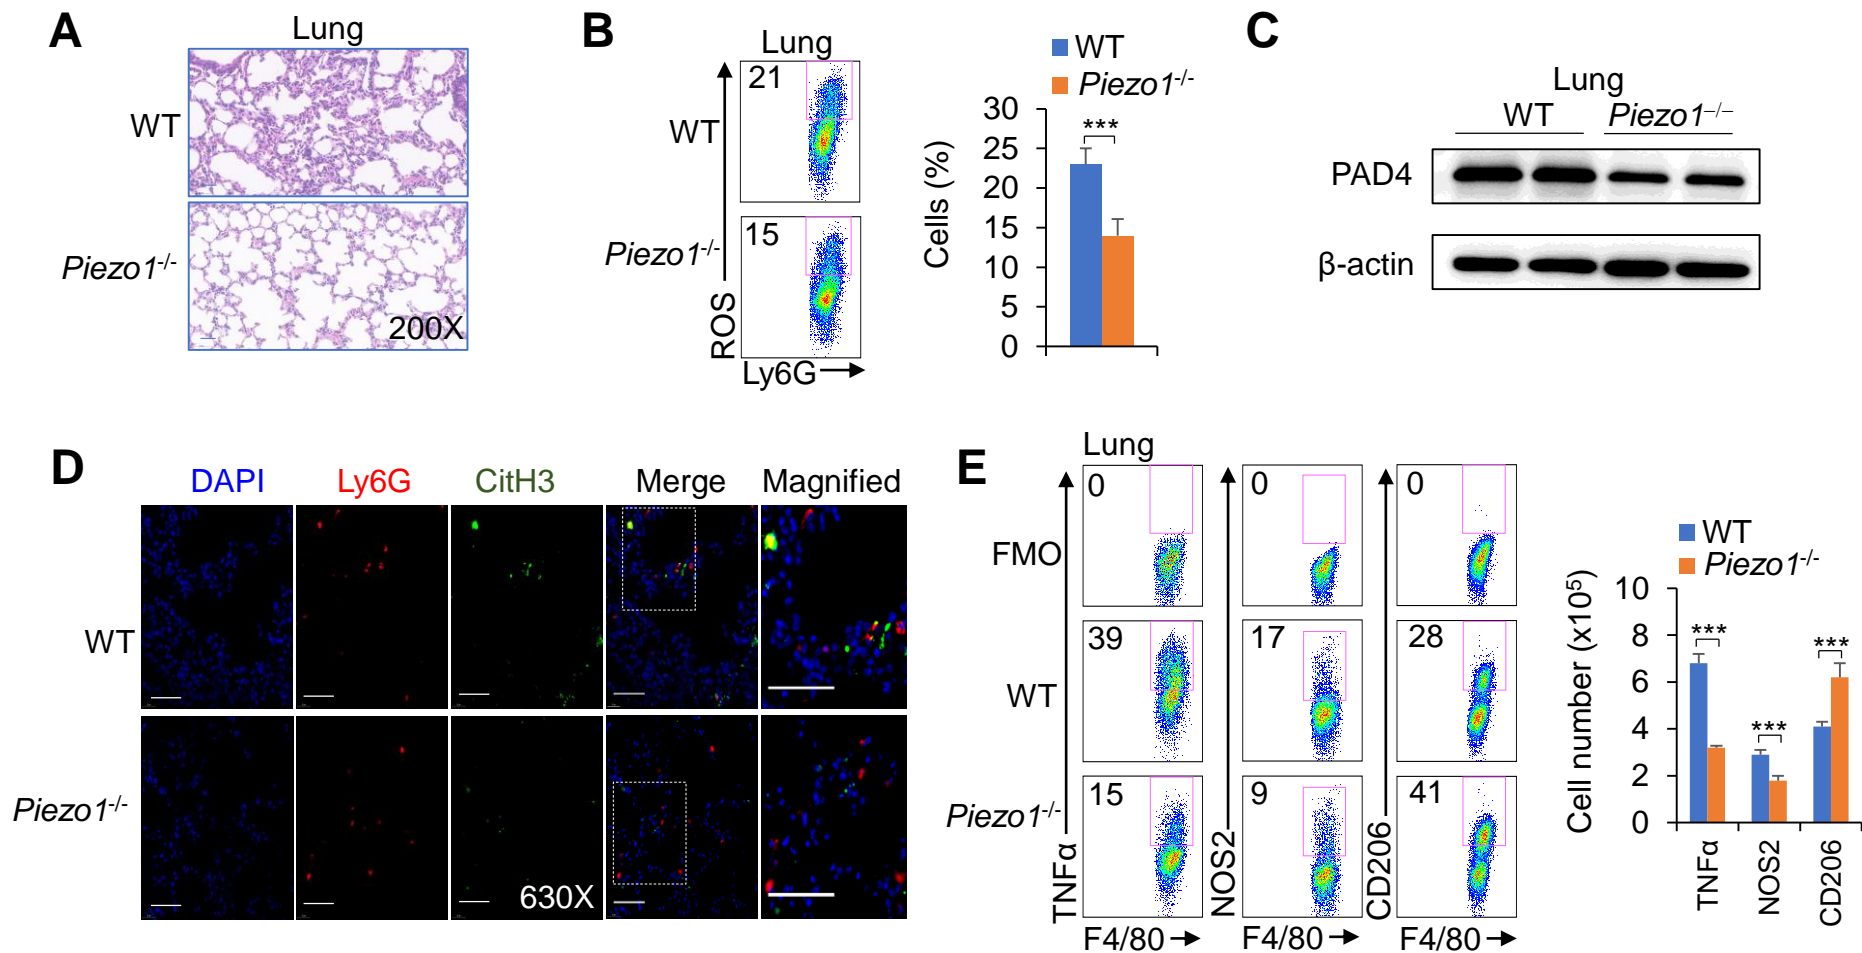 A
Lung
WT
Piezo1-/-
200X
B
Lung
21
WT
15
Piezo1-/-
ROS
Ly6G
WT
Piezo1-/-
***
Cells (%)
30
25
20
15
10
5
0
C
Lung
WT Piezo1−/−
PAD4
β-actin
D
DAPI Ly6G CitH3 Merge Magnified
WT
Piezo1-/-
630X
E
Lung
0 0 0
FMO
39 17 28
WT
15 9 41
Piezo1-/-
TNFα NOS2 CD206
F4/80 F4/80 F4/80
WT
Piezo1-/-
Cell number (x10⁵)
10
8
6
4
2
0
*** *** ***
TNFα NOS2 CD206